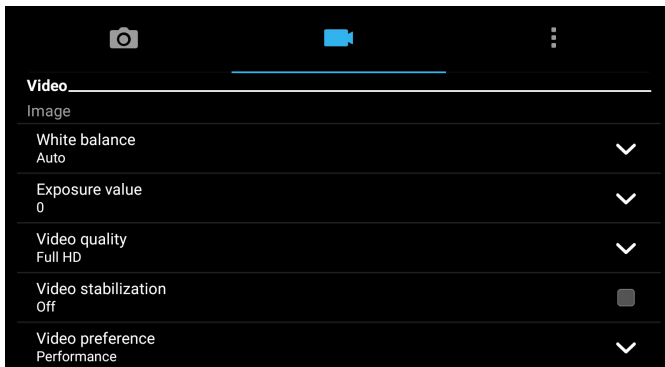 Video
Image
White balance
Auto
Exposure value
0
Video quality
Full HD
Video stabilization
Off
Video preference
Performance